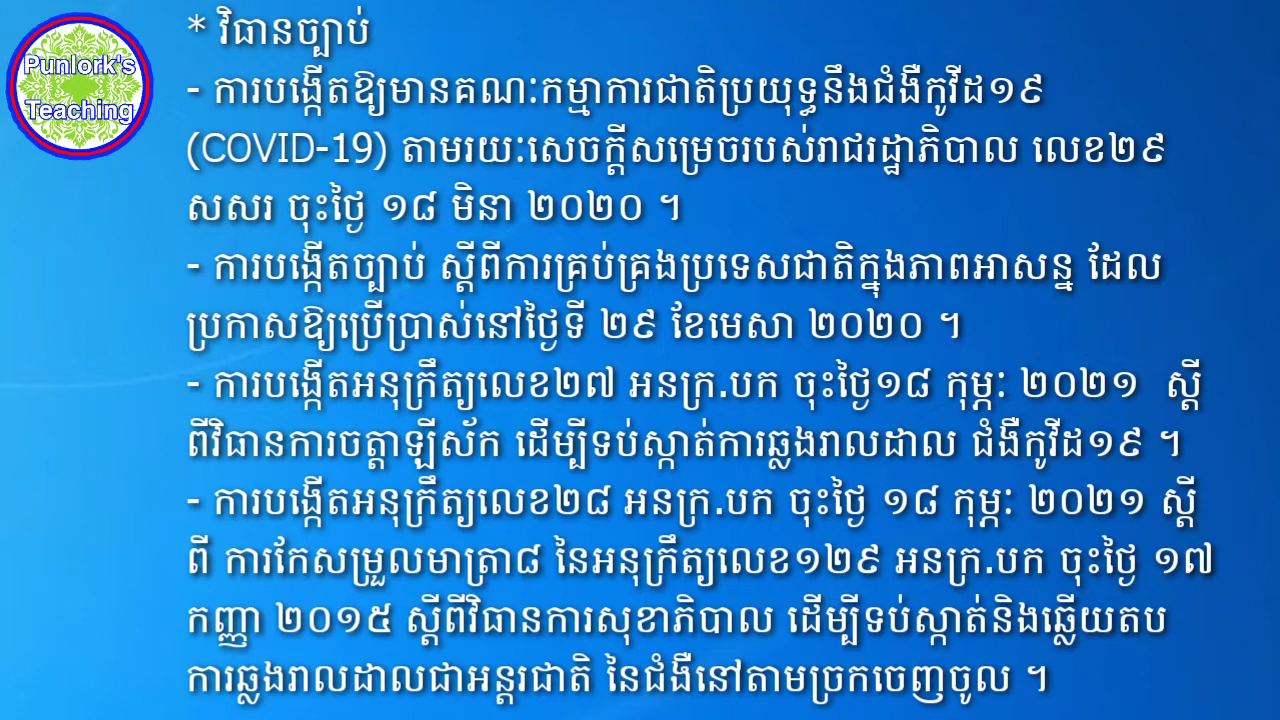 Punlork's
Teaching
* វិធានច្បាប់
- ការបង្កើតឱ្យមានគណៈកម្មាការជាតិប្រយុទ្ធនឹងជំងឺកូវីដ១៩
(COVID-19) តាមរយៈសេចក្តីសម្រេចរបស់រាជរដ្ឋាភិបាល លេខ២៩
សសរ ចុះថ្ងៃ ១៨ មិនា ២០២០ ។
- ការបង្កើតច្បាប់ ស្តីពីការគ្រប់គ្រងប្រទេសជាតិក្នុងភាពអាសន្ន ដែល
ប្រកាសឱ្យប្រើប្រាស់នៅថ្ងៃទី ២៩ ខែមេសា ២០២០ ។
- ការបង្កើតអនុក្រឹត្យលេខ២៧ អនក្រ.បក ចុះថ្ងៃ១៨ កុម្ភៈ ២០២១ ស្តី
ពីវិធានការចត្តាឡីស័ក ដើម្បីទប់ស្កាត់ការឆ្លងរាលដាល ជំងឺកូវីដ១៩ ។
- ការបង្កើតអនុក្រឹត្យលេខ២៨ អនក្រ.បក ចុះថ្ងៃ ១៨ កុម្ភៈ ២០២១ ស្តី
ពី ការកែសម្រួលមាត្រា៨ នៃអនុក្រឹត្យលេខ១២៩ អនក្រ.បក ចុះថ្ងៃ ១៧
កញ្ញា ២០១៥ ស្តីពីវិធានការសុខាភិបាល ដើម្បីទប់ស្កាត់និងឆ្លើយតប
ការឆ្លងរាលដាលជាអន្តរជាតិ នៃជំងឺនៅតាមច្រកចេញចូល ។